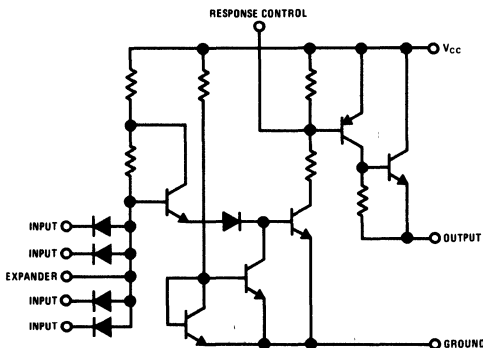 RESPONSE CONTROL
VCC
INPUT
INPUT
EXPANDER
INPUT
INPUT
OUTPUT
GROUND